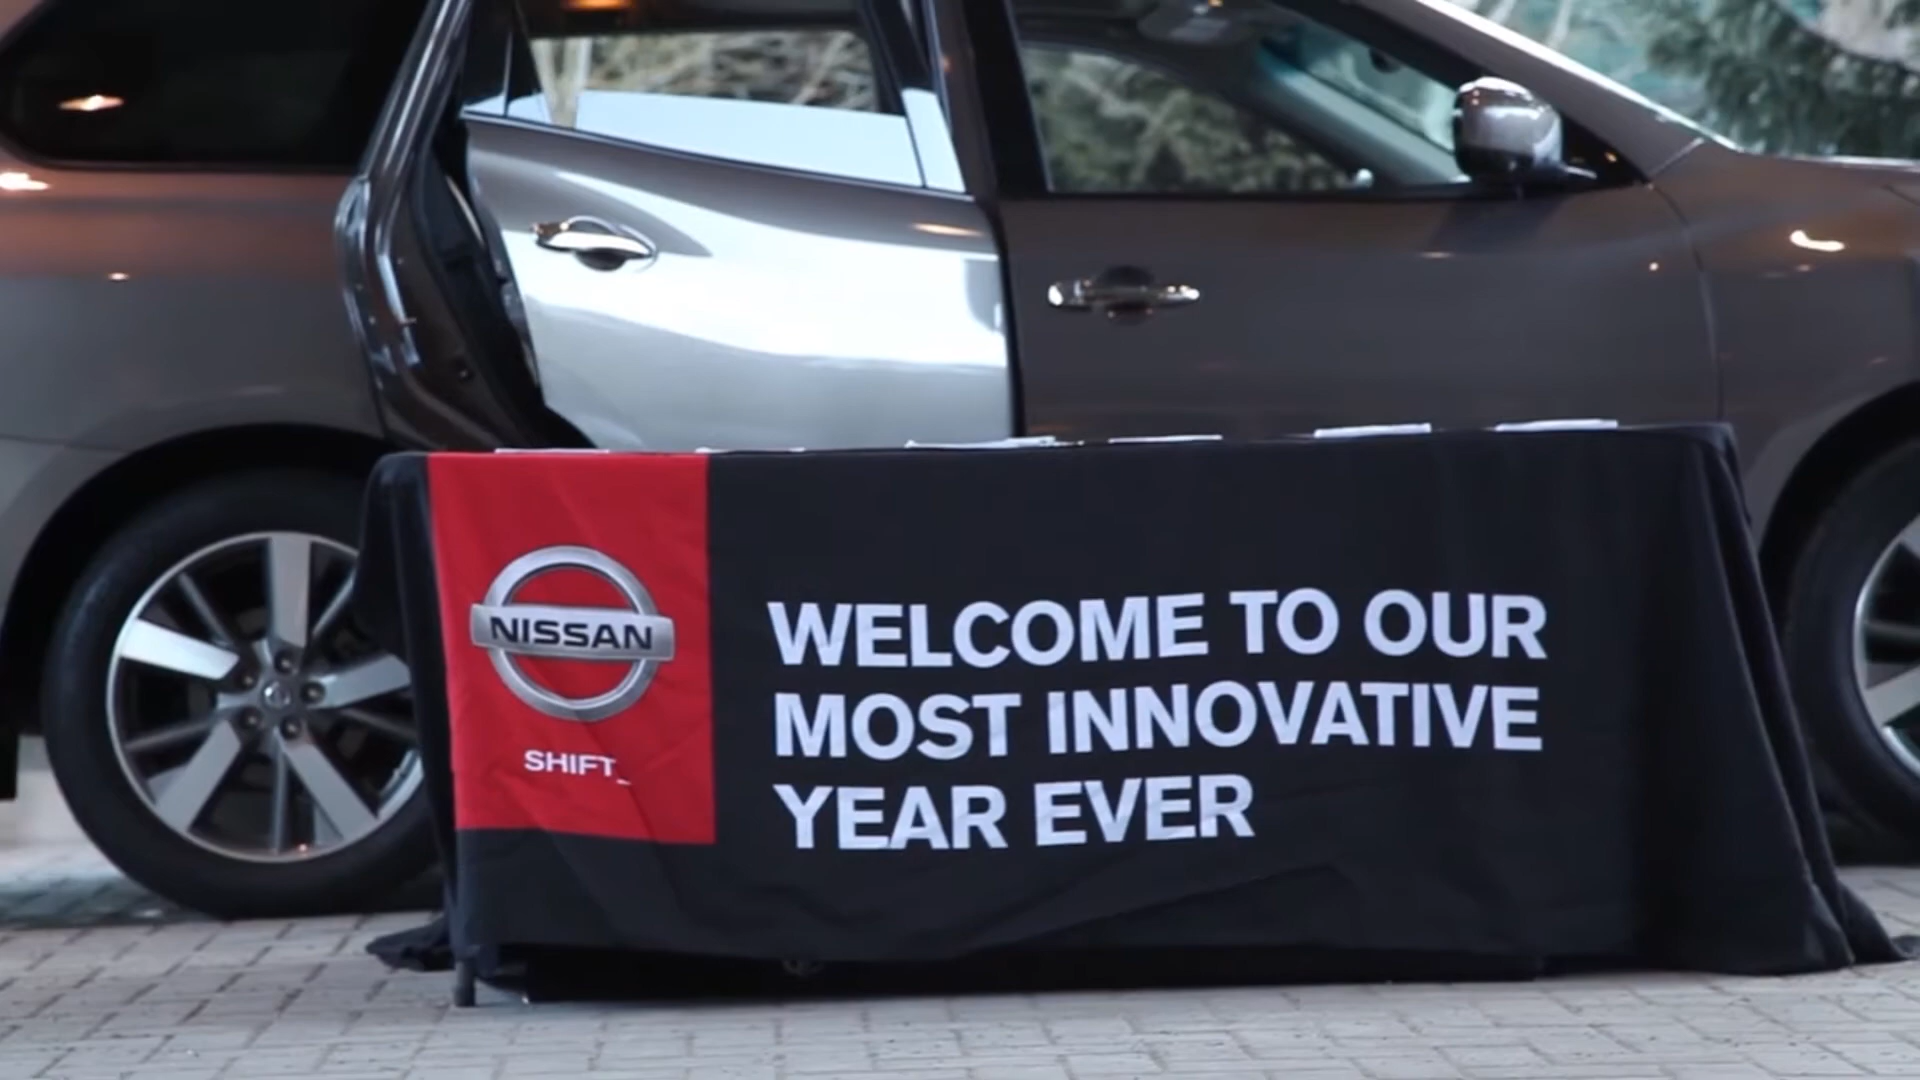 NISSAN
SHIFT_
WELCOME TO OUR
MOST INNOVATIVE
YEAR EVER